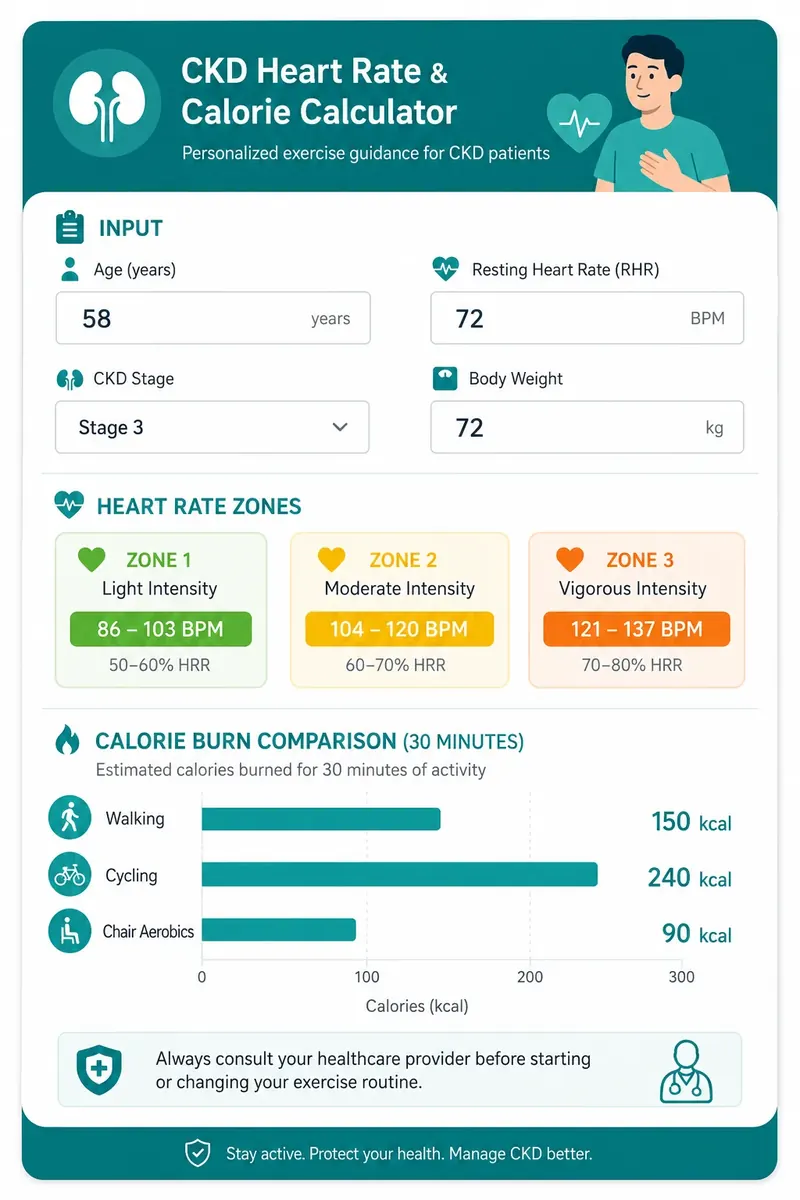 CKD Heart Rate &
Calorie Calculator
Personalized exercise guidance for CKD patients
INPUT
Age (years)
58 years
Resting Heart Rate (RHR)
72 BPM
CKD Stage
Stage 3
Body Weight
72 kg
HEART RATE ZONES
ZONE 1
Light Intensity
86 – 103 BPM
50–60% HRR
ZONE 2
Moderate Intensity
104 – 120 BPM
60–70% HRR
ZONE 3
Vigorous Intensity
121 – 137 BPM
70–80% HRR
CALORIE BURN COMPARISON (30 MINUTES)
Estimated calories burned for 30 minutes of activity
Walking 150 kcal
Cycling 240 kcal
Chair Aerobics 90 kcal
0 100 200 300
Calories (kcal)
Always consult your healthcare provider before starting
or changing your exercise routine.
Stay active. Protect your health. Manage CKD better.